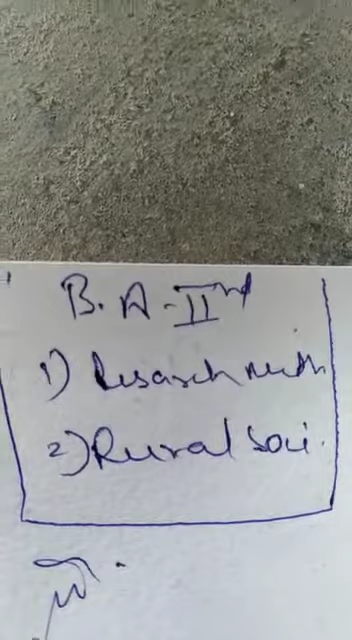 B.A-IInd
1) Research meth
2) Rural soci.